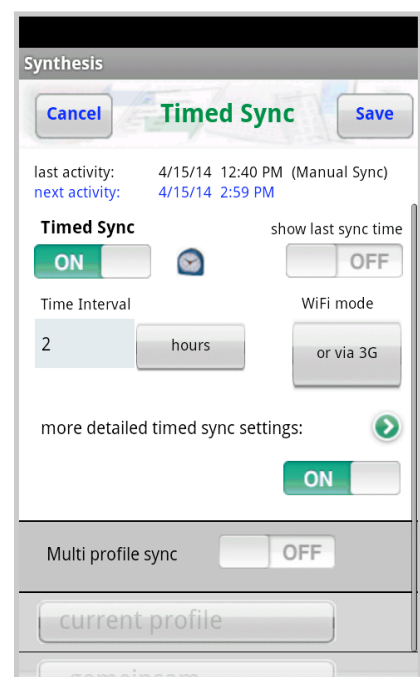 Synthesis
Cancel Timed Sync Save
last activity: 4/15/14 12:40 PM (Manual Sync)
next activity: 4/15/14 2:59 PM
Timed Sync show last sync time
ON OFF
Time Interval WiFi mode
2 hours or via 3G
more detailed timed sync settings:
ON
Multi profile sync OFF
current profile
gemeinsam